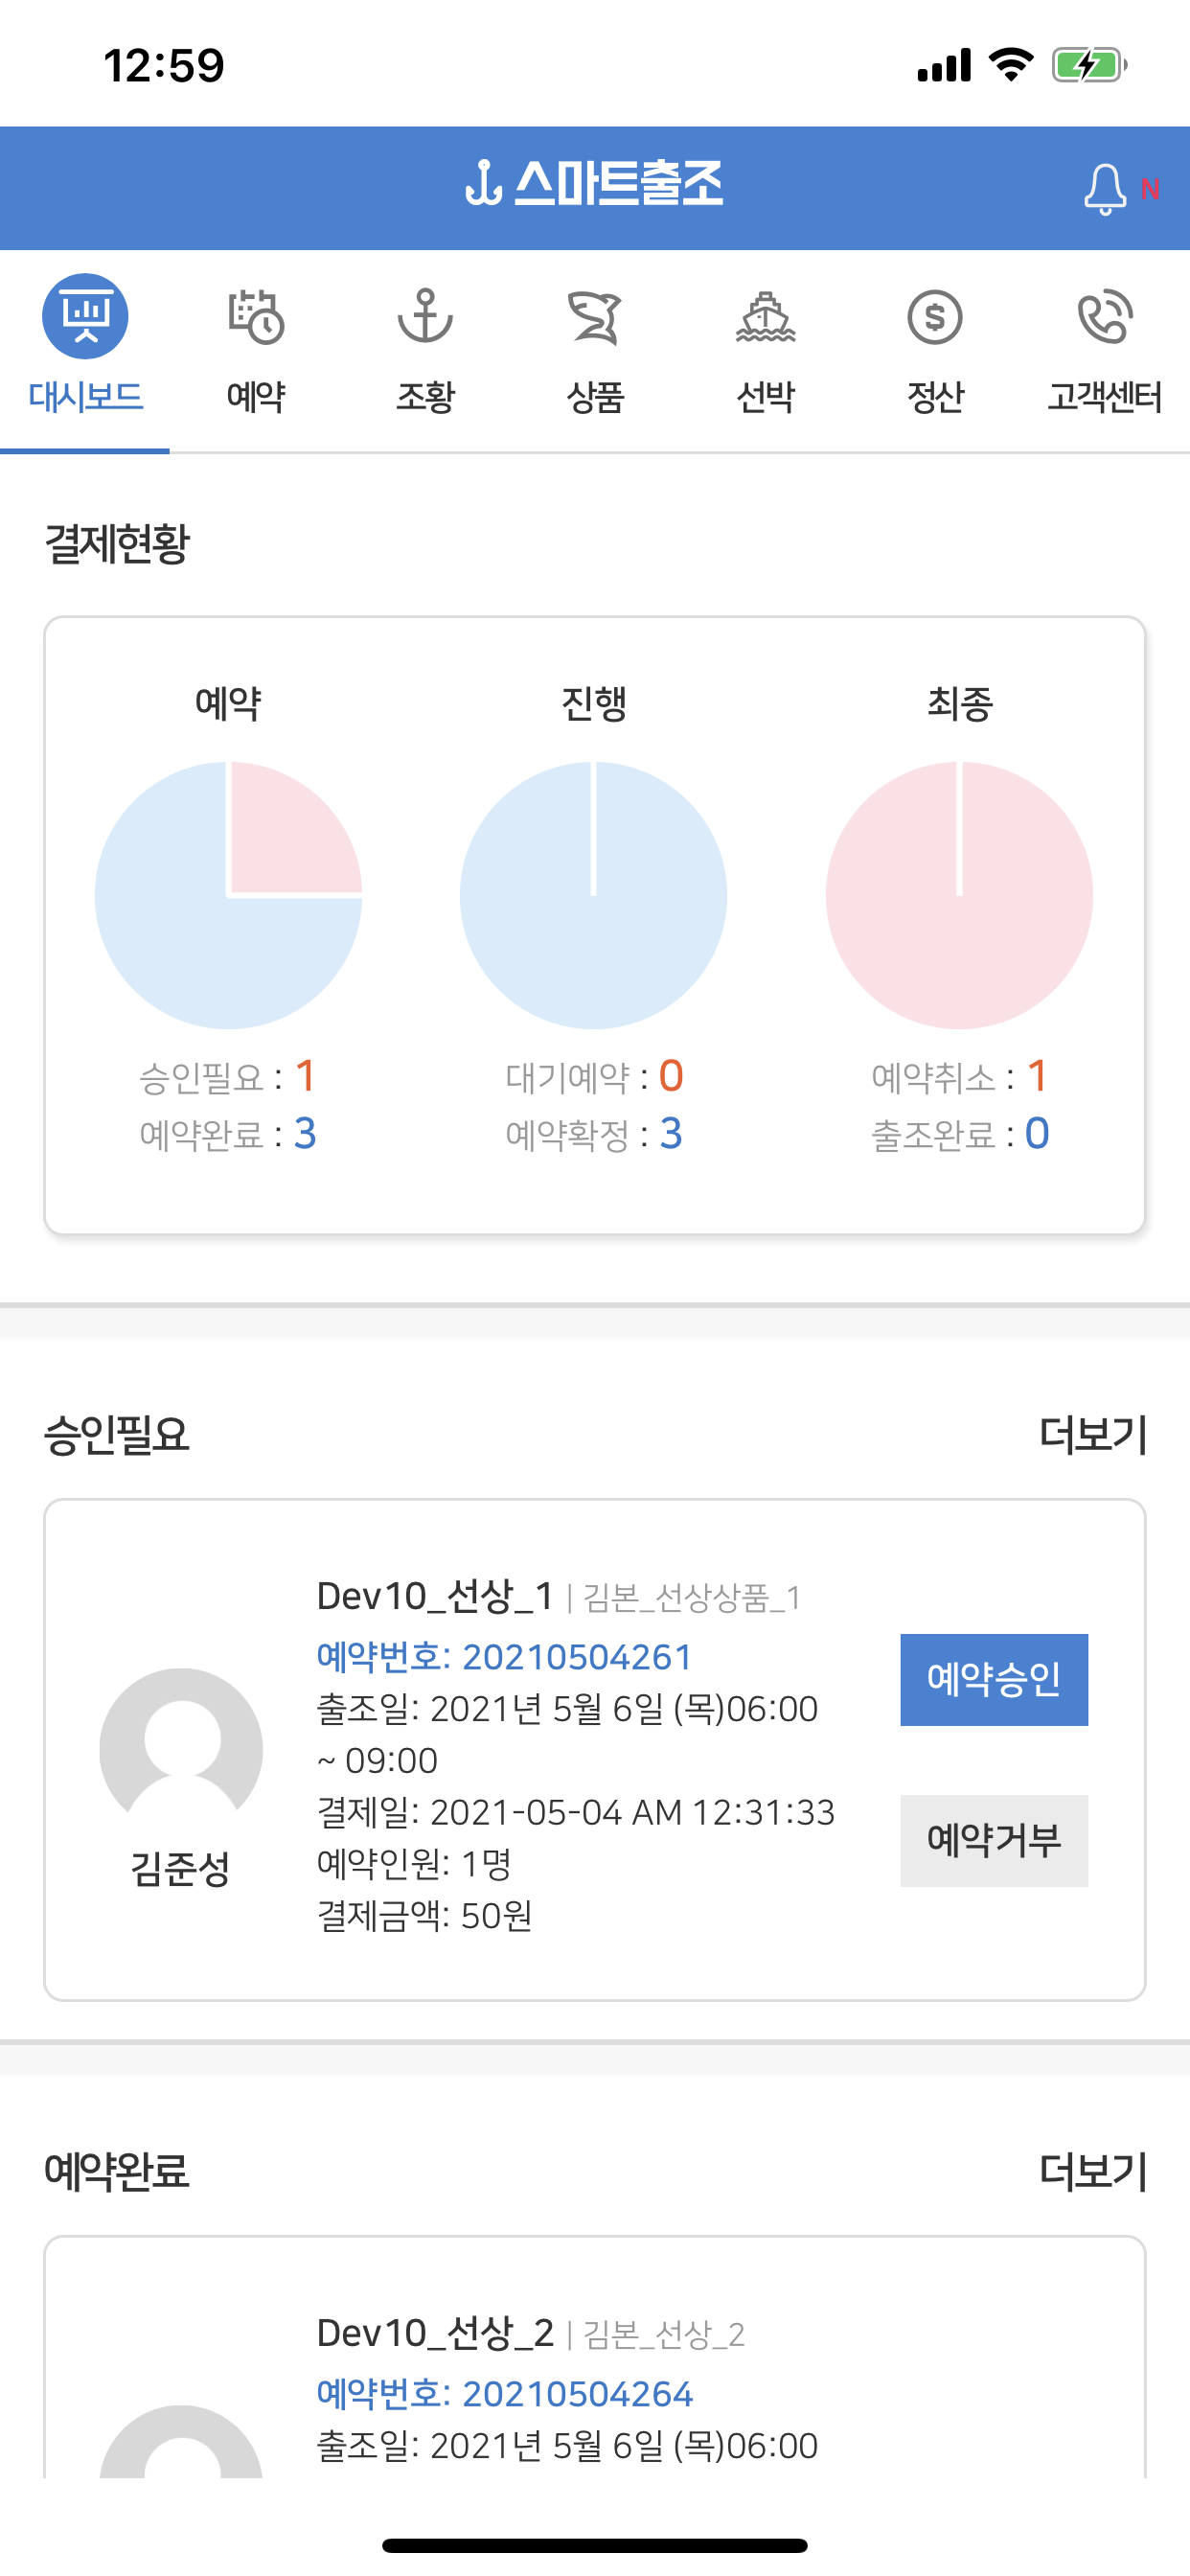 12:59
스마트출조
N
대시보드 예약 조황 상품 선박 정산 고객센터
결제현황
예약 진행 최종
승인필요 : 1 대기예약 : 0 예약취소 : 1
예약완료 : 3 예약확정 : 3 출조완료 : 0
승인필요 더보기
Dev10_선상_1 | 김본_선상상품_1
예약번호: 20210504261
출조일: 2021년 5월 6일 (목)06:00
~ 09:00
결제일: 2021-05-04 AM 12:31:33
예약인원: 1명
결제금액: 50원
김준성
예약승인
예약거부
예약완료 더보기
Dev10_선상_2 | 김본_선상_2
예약번호: 20210504264
출조일: 2021년 5월 6일 (목)06:00